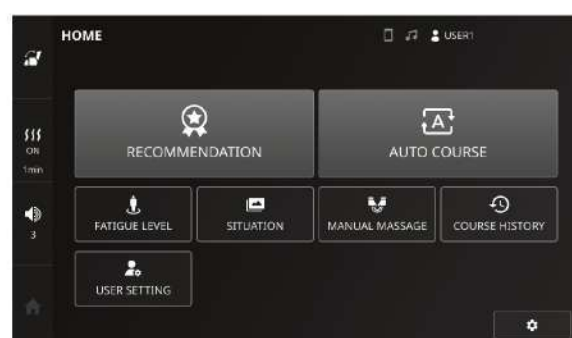 HOME
USER1
ON
1min
3
A
RECOMMENDATION
AUTO COURSE
FATIGUE LEVEL
SITUATION
MANUAL MASSAGE
COURSE HISTORY
USER SETTING